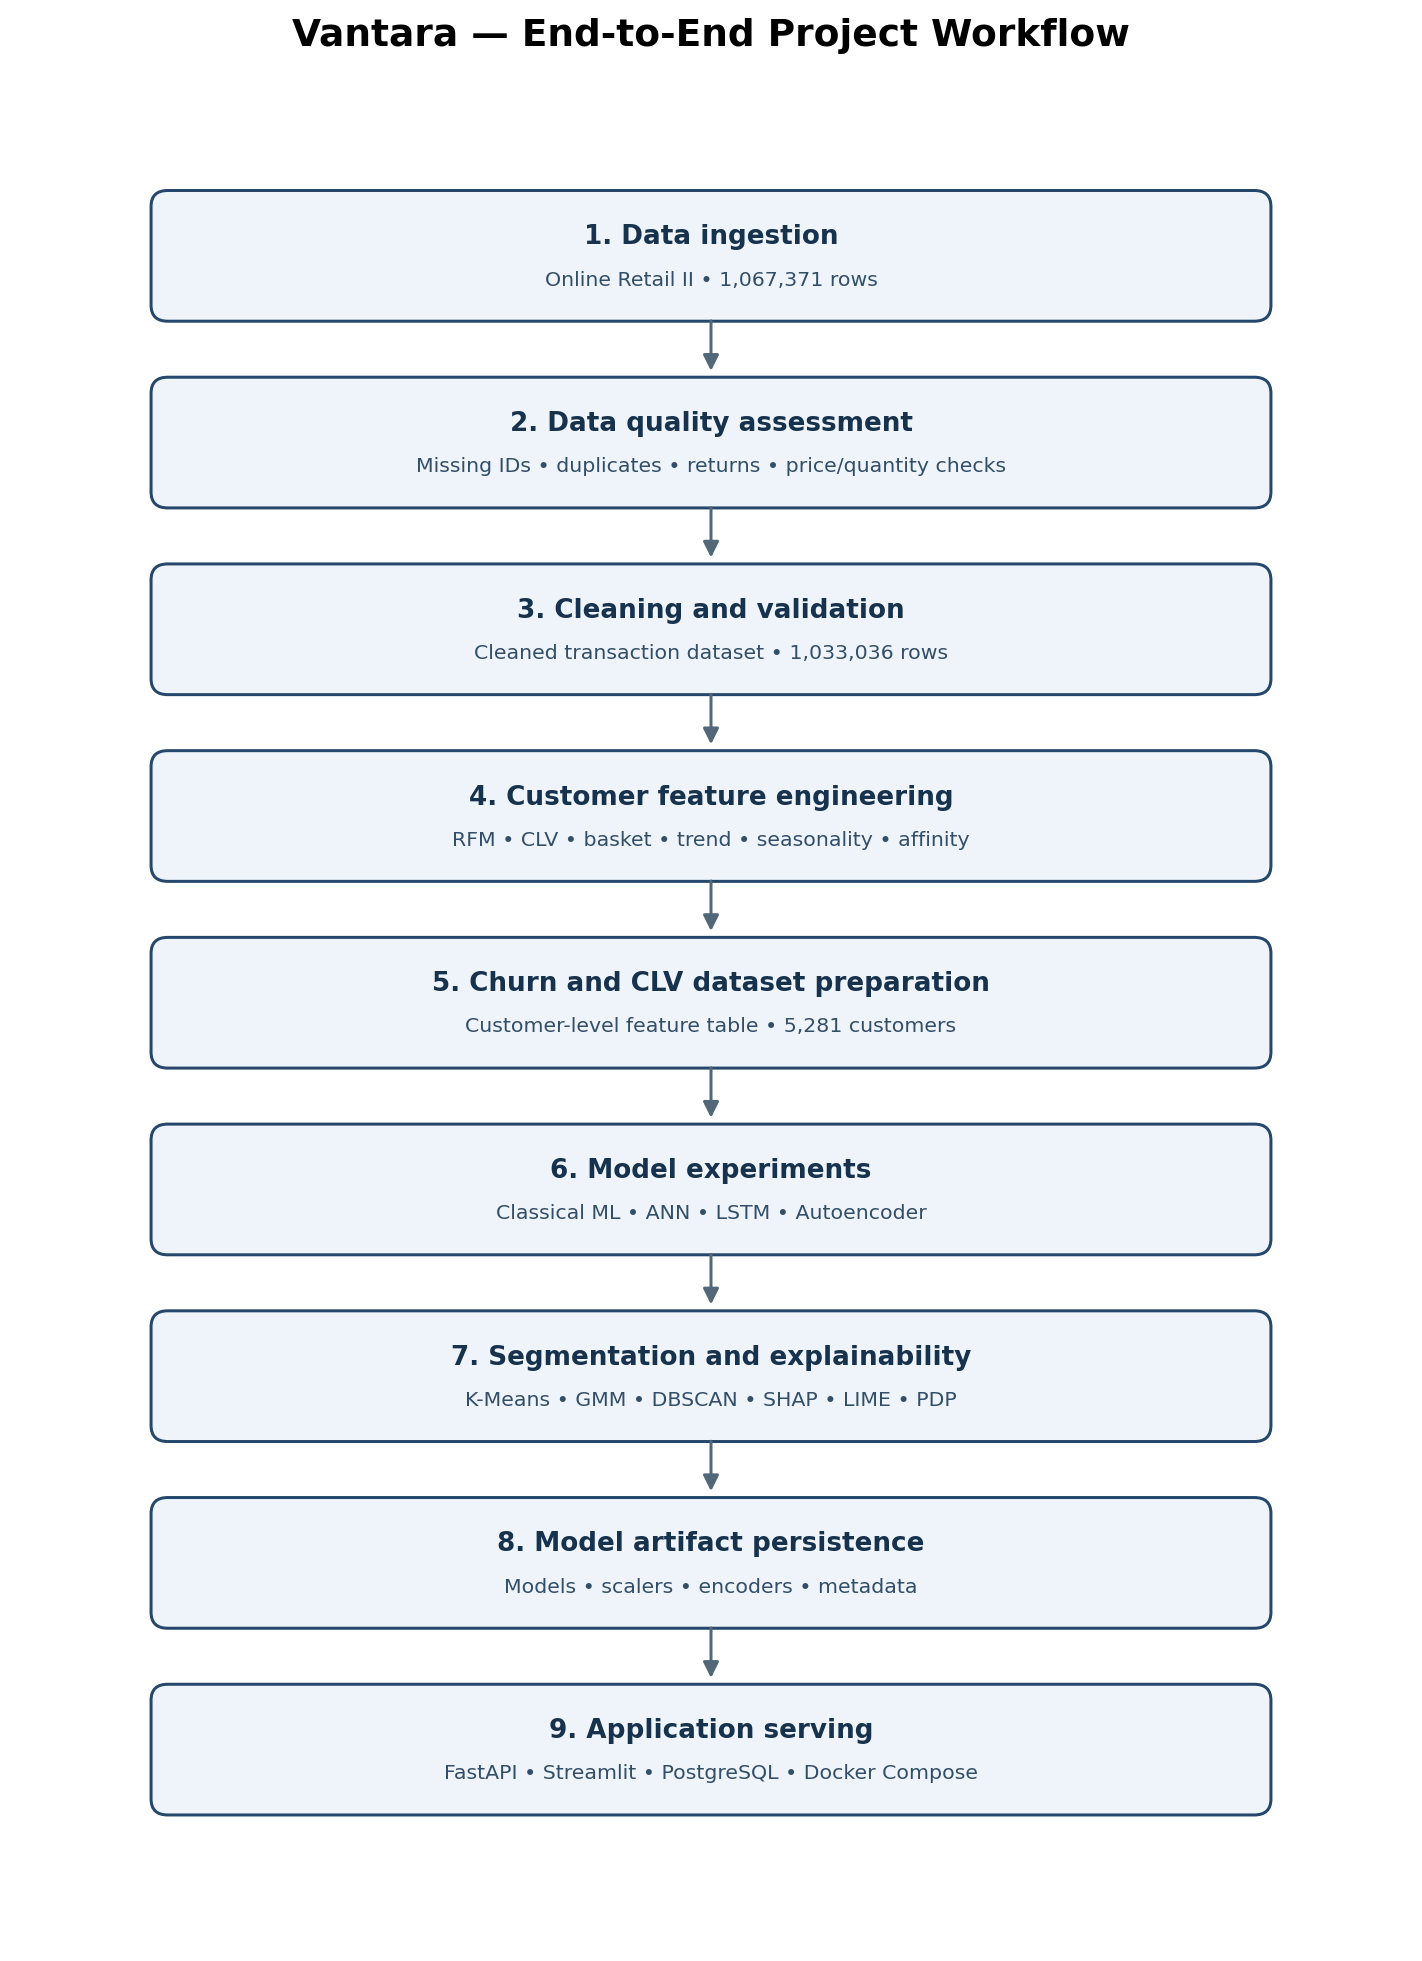 Vantara — End-to-End Project Workflow
1. Data ingestion
Online Retail II • 1,067,371 rows
2. Data quality assessment
Missing IDs • duplicates • returns • price/quantity checks
3. Cleaning and validation
Cleaned transaction dataset • 1,033,036 rows
4. Customer feature engineering
RFM • CLV • basket • trend • seasonality • affinity
5. Churn and CLV dataset preparation
Customer-level feature table • 5,281 customers
6. Model experiments
Classical ML • ANN • LSTM • Autoencoder
7. Segmentation and explainability
K-Means • GMM • DBSCAN • SHAP • LIME • PDP
8. Model artifact persistence
Models • scalers • encoders • metadata
9. Application serving
FastAPI • Streamlit • PostgreSQL • Docker Compose